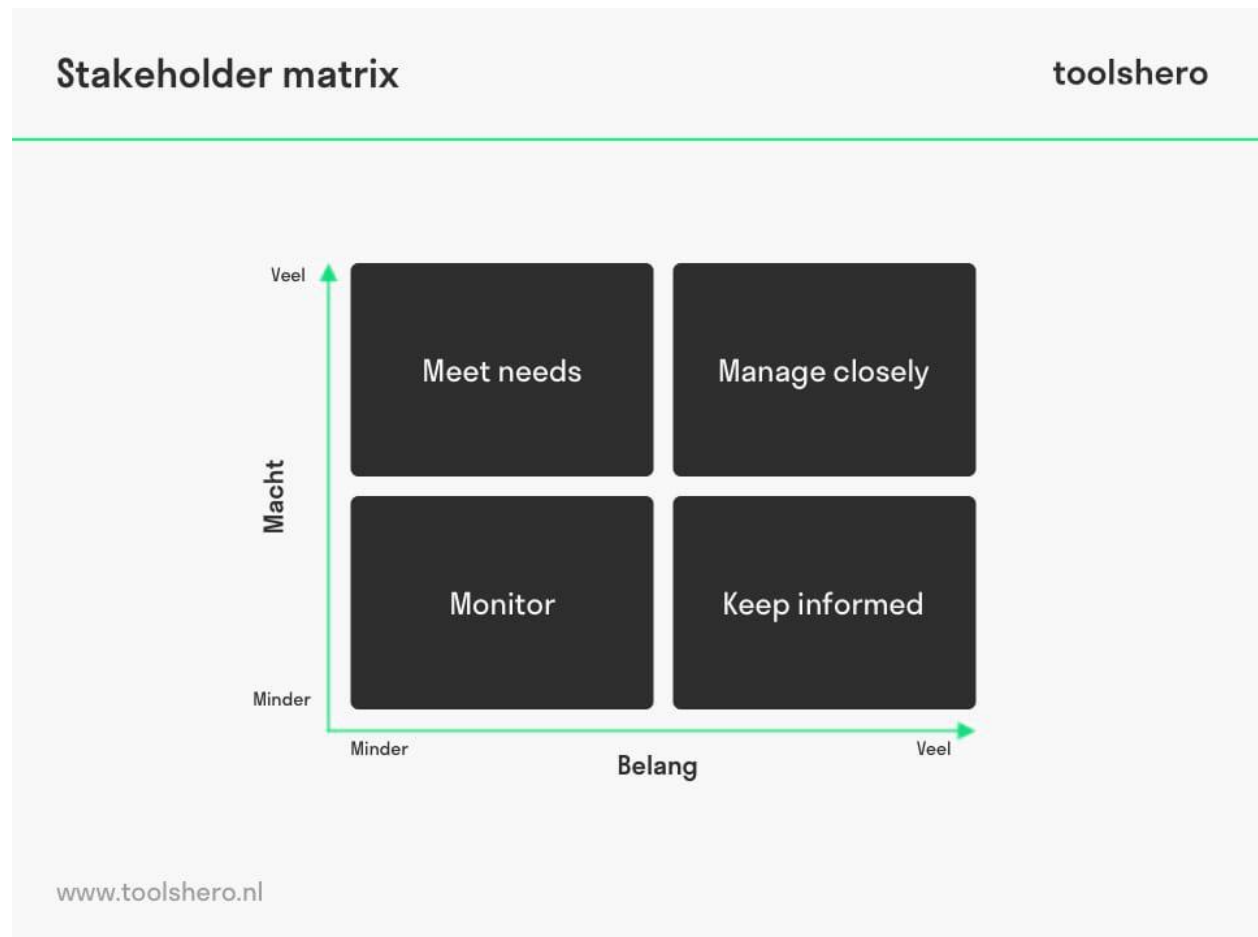 Stakeholder matrix
toolshero
Veel
Meet needs
Manage closely
Macht
Monitor
Keep informed
Minder
Minder
Veel
Belang
www.toolshero.nl